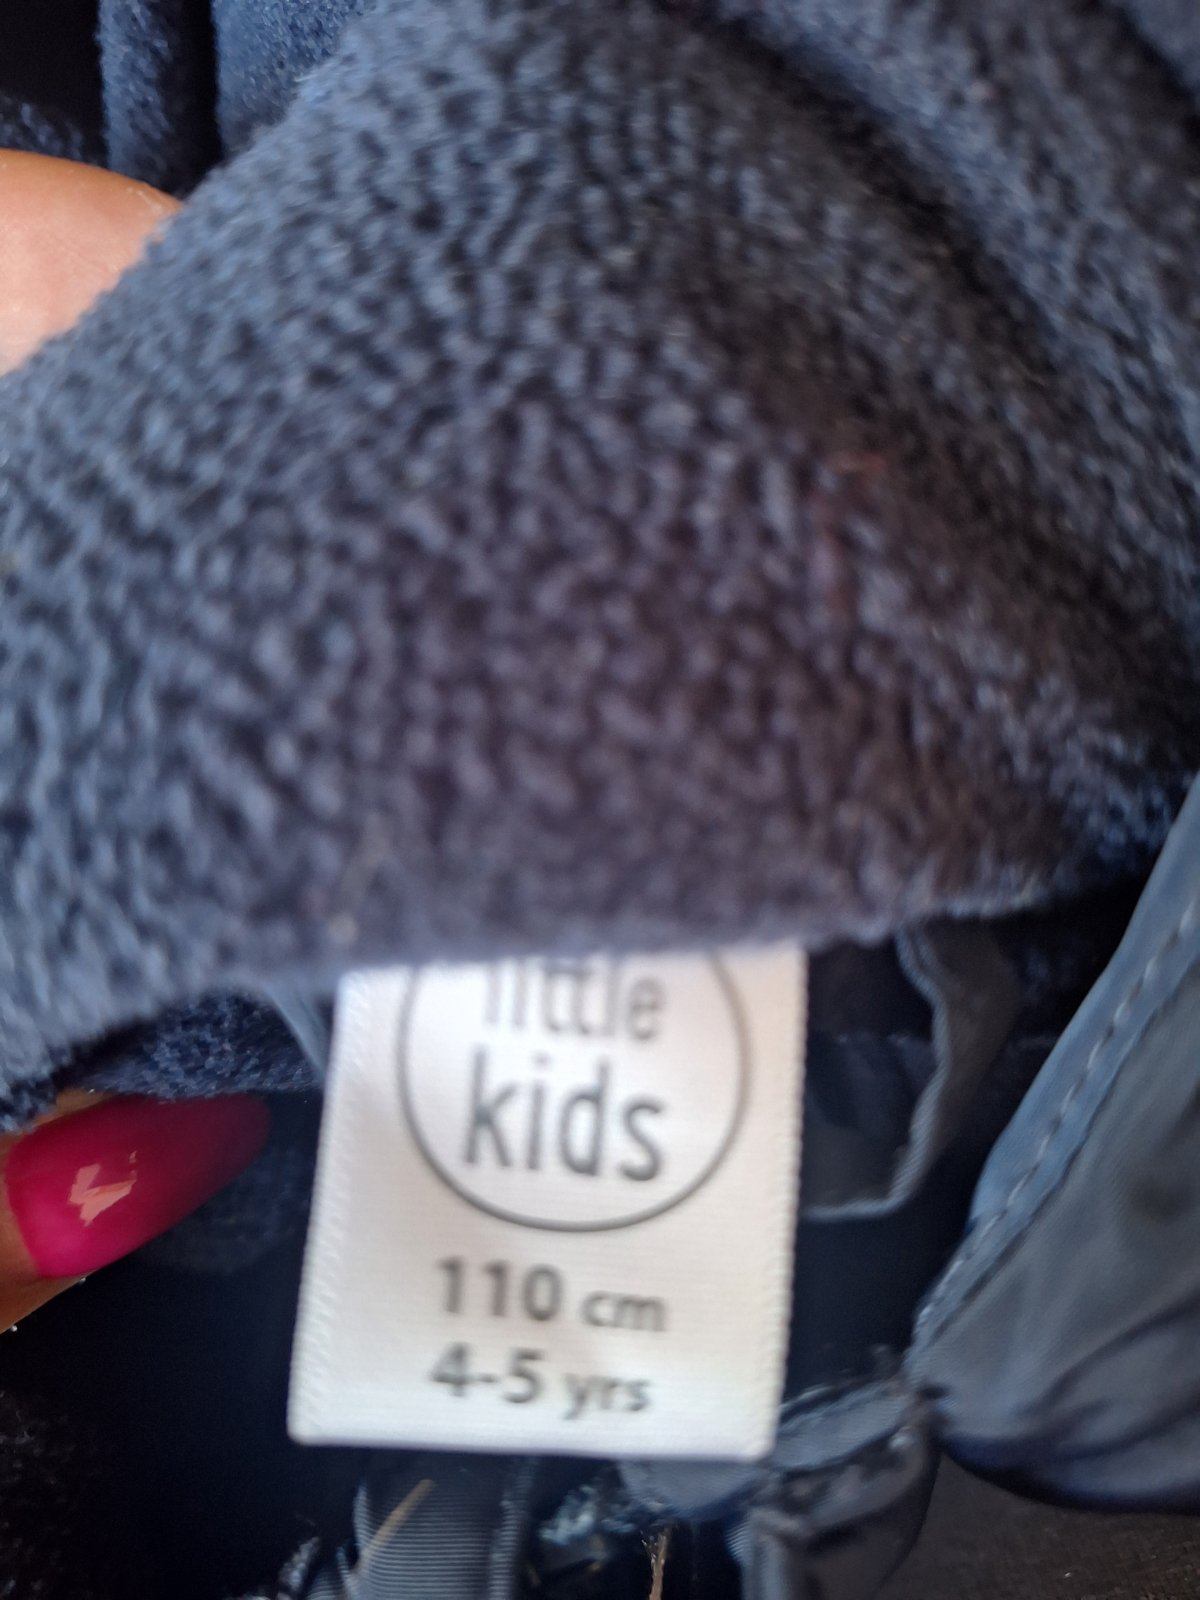 little
kids
110 cm
4-5 yrs